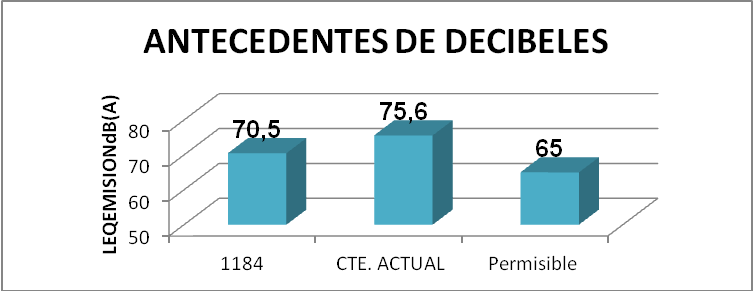 ANTECEDENTES DE DECIBELES
LEQEMISIONdB(A)
80
70
60
50
70,5
75,6
65
1184
CTE. ACTUAL
Permisible